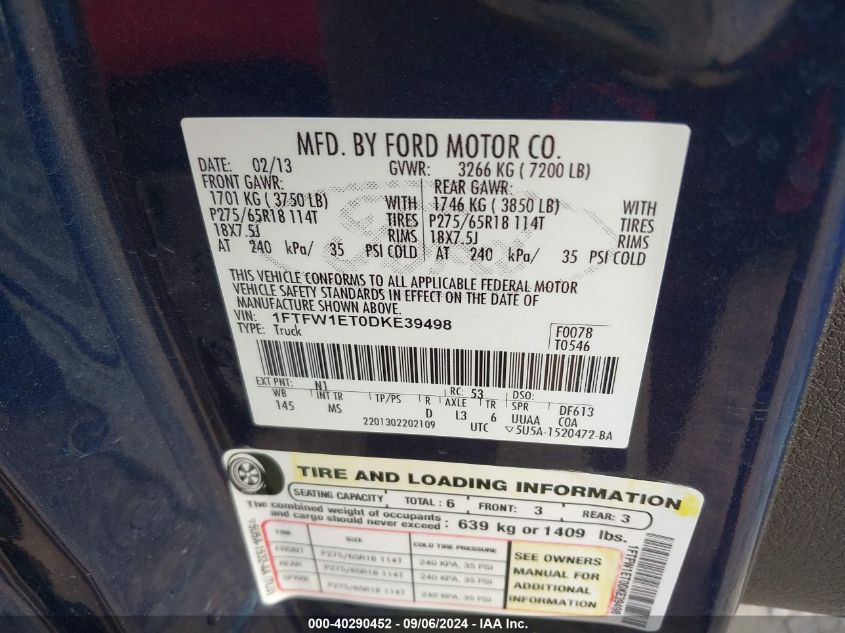 MFD. BY FORD MOTOR CO.
DATE: 02/13 GVWR: 3266 KG ( 7200 LB)
FRONT GAWR: REAR GAWR:
1701 KG ( 3750 LB) WITH 1746 KG ( 3850 LB) WITH
P275/65R18 114T TIRES P275/65R18 114T TIRES
18X7.5J RIMS 18X7.5J RIMS
AT 240 kPa/ 35 PSI COLD AT 240 kPa/ 35 PSI COLD
THIS VEHICLE CONFORMS TO ALL APPLICABLE FEDERAL MOTOR
VEHICLE SAFETY STANDARDS IN EFFECT ON THE DATE OF
MANUFACTURE SHOWN ABOVE.
VIN: 1FTFW1ET0DKE39498 F0078
TYPE: Truck T0546
EXT PNT: N1 RC: 53 DSO:
WB INT TR TP/PS R AXLE TR SPR DF613
145 MS D L3 6 UUAA COA
2201302202109 UTC ▽5U5A-1520472-BA
TIRE AND LOADING INFORMATION
SEATING CAPACITY TOTAL: 6 FRONT: 3 REAR: 3
The combined weight of occupants
and cargo should never exceed : 639 kg or 1409 lbs.
TIRE SIZE COLD TIRE PRESSURE
FRONT P275/65R18 114T 240 KPA, 35 PSI
REAR P275/65R18 114T 240 KPA, 35 PSI
SPARE P275/65R18 114T 240 KPA, 35 PSI
SEE OWNERS
MANUAL FOR
ADDITIONAL
INFORMATION
1FTFW1ET0DKE39498
000-40290452 - 09/06/2024 - IAA Inc.